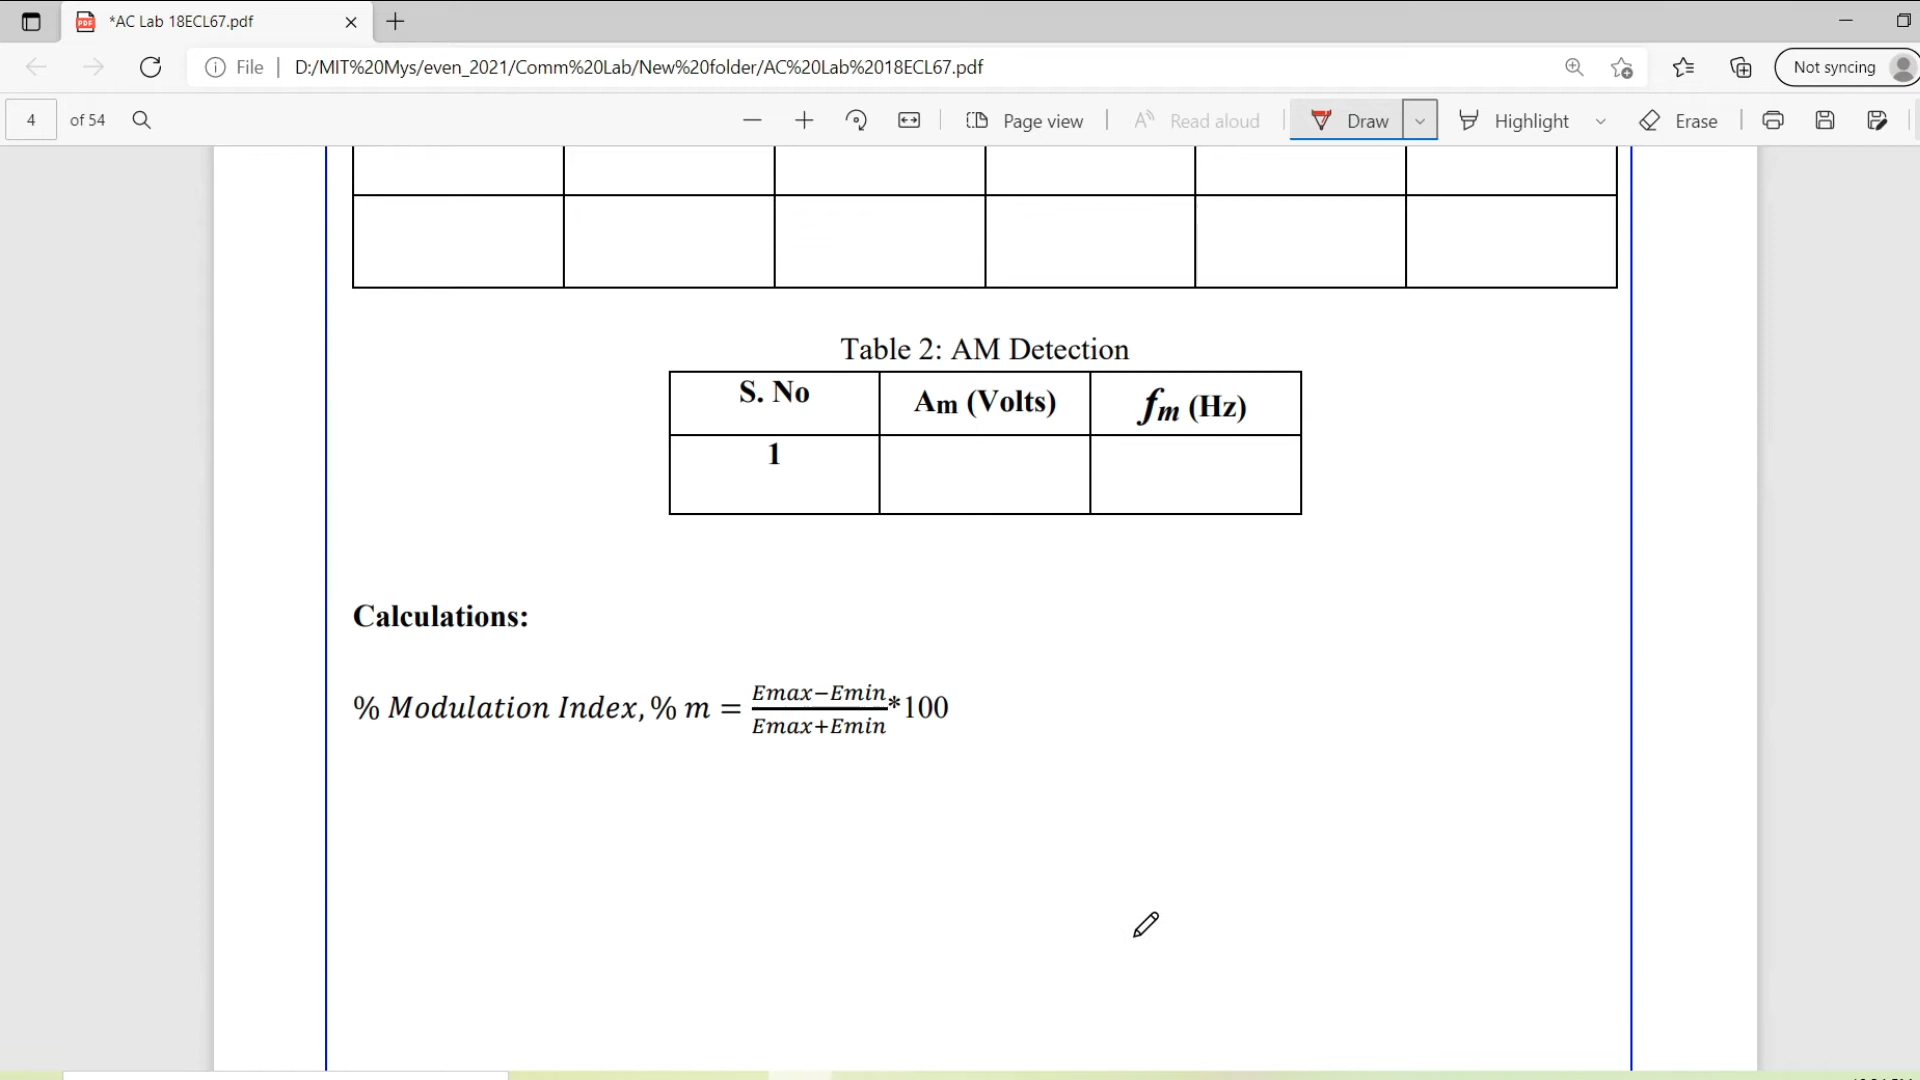 *AC Lab 18ECL67.pdf
File | D:/MIT%20Mys/even_2021/Comm%20Lab/New%20folder/AC%20Lab%2018ECL67.pdf
Not syncing
4 of 54
Page view
Read aloud
Draw
Highlight
Erase
Table 2: AM Detection
S. No Am (Volts) fm (Hz)
1
Calculations:
% Modulation Index, % m = Emax−Emin/Emax+Emin *100